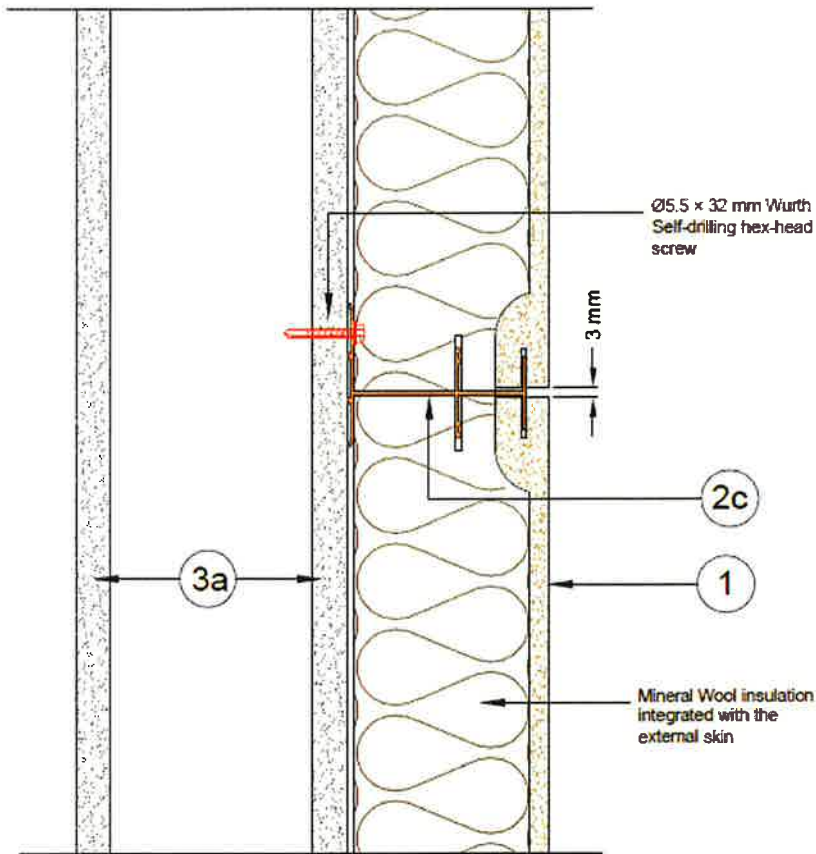 Ø5.5 × 32 mm Wurth
Self-drilling hex-head
screw
3 mm
2c
3a
1
Mineral Wool insulation
integrated with the
external skin